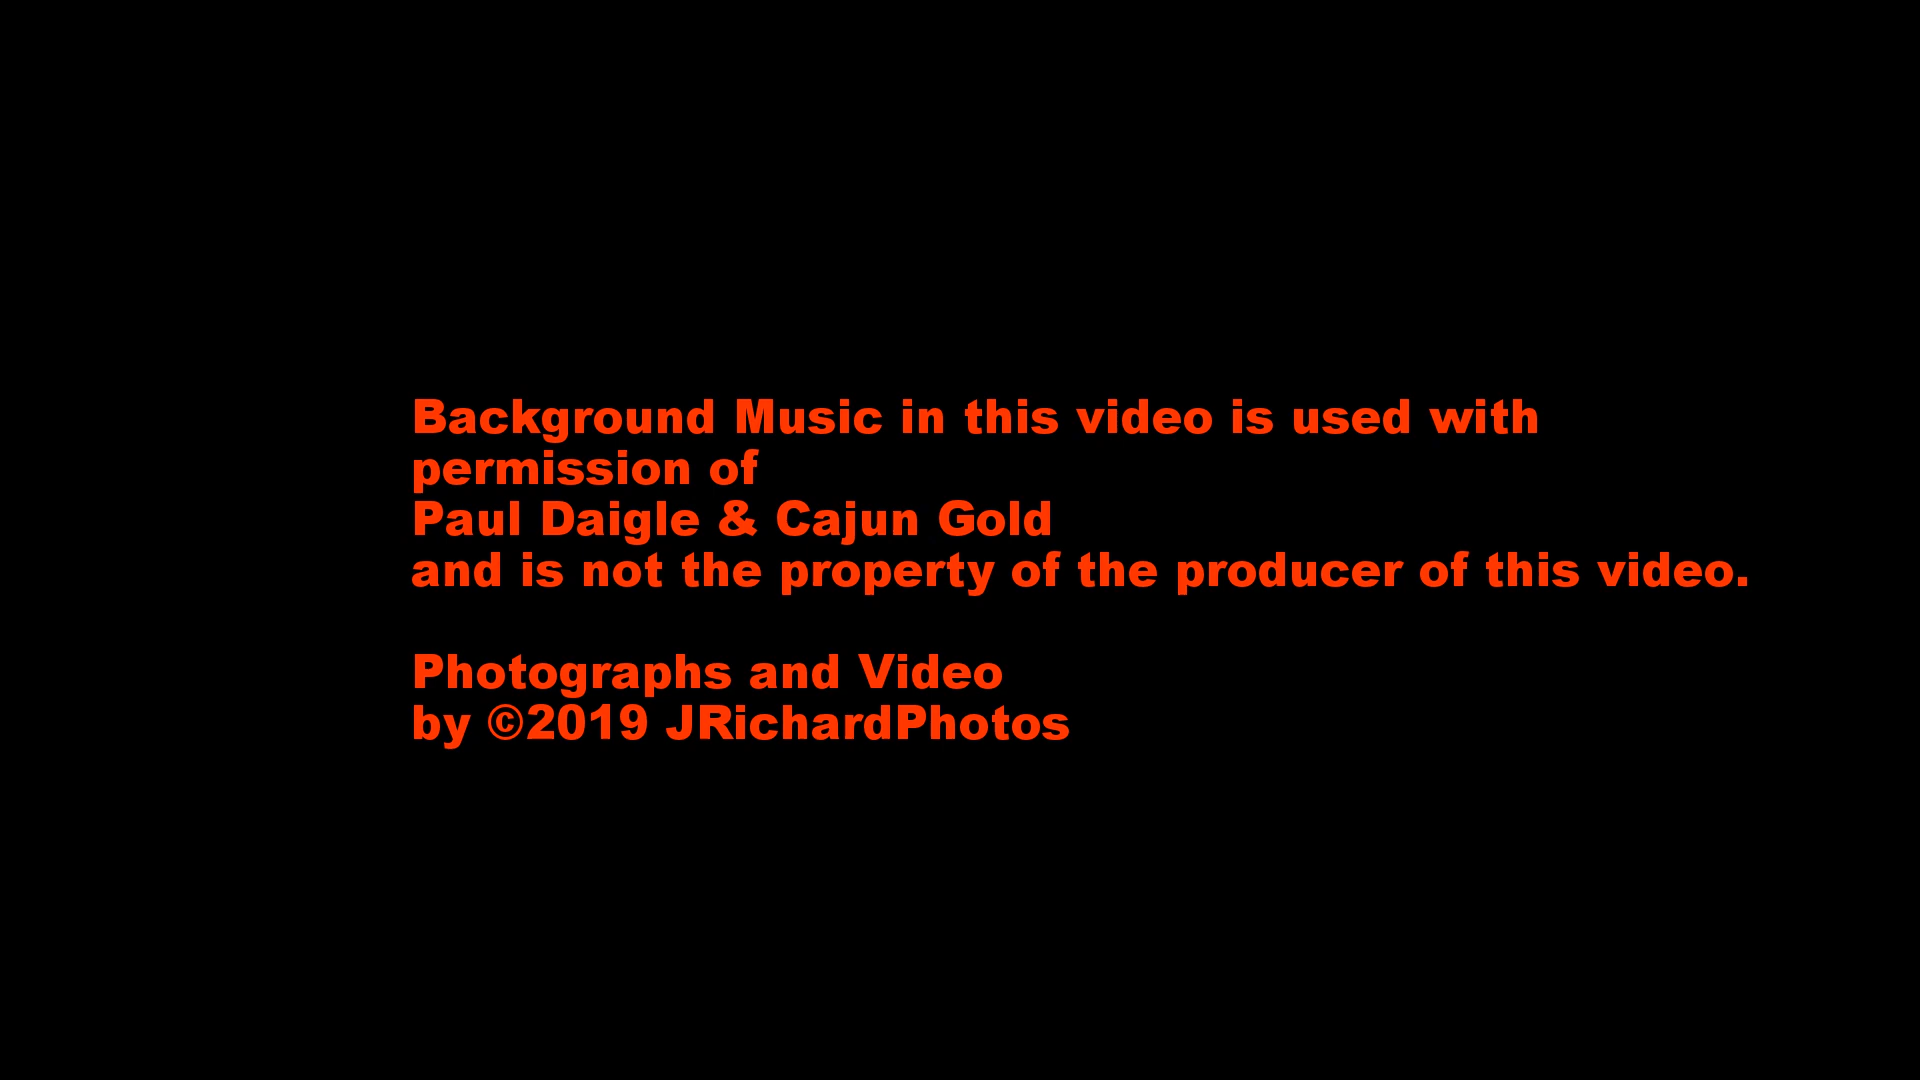 Background Music in this video is used with
permission of
Paul Daigle & Cajun Gold
and is not the property of the producer of this video.
Photographs and Video
by ©2019 JRichardPhotos